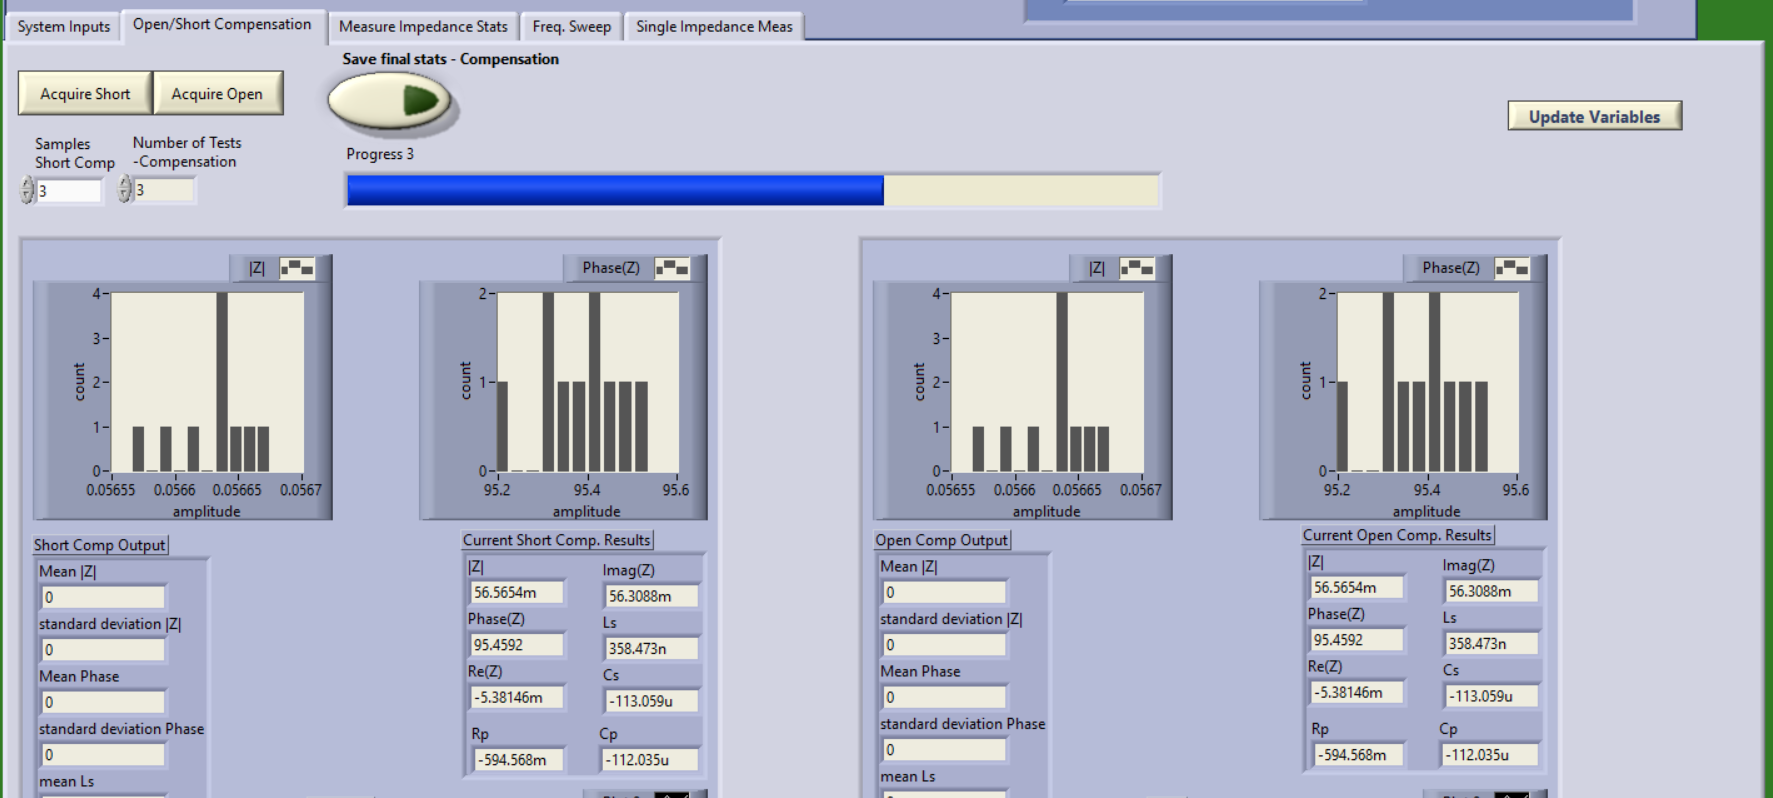 System Inputs
Open/Short Compensation
Measure Impedance Stats
Freq. Sweep
Single Impedance Meas
Save final stats - Compensation
Acquire Short
Acquire Open
Update Variables
Samples
Short Comp
3
Number of Tests
-Compensation
3
Progress 3
|Z|
4
3
2
1
0
count
0.05655 0.0566 0.05665 0.0567
amplitude
Phase(Z)
2
1
0
count
95.2 95.4 95.6
amplitude
Short Comp Output
Mean |Z|
0
standard deviation |Z|
0
Mean Phase
0
standard deviation Phase
0
mean Ls
Current Short Comp. Results
|Z|
56.5654m
Imag(Z)
56.3088m
Phase(Z)
95.4592
Ls
358.473n
Re(Z)
-5.38146m
Cs
-113.059u
Rp
-594.568m
Cp
-112.035u
|Z|
4
3
2
1
0
count
0.05655 0.0566 0.05665 0.0567
amplitude
Phase(Z)
2
1
0
count
95.2 95.4 95.6
amplitude
Open Comp Output
Mean |Z|
0
standard deviation |Z|
0
Mean Phase
0
standard deviation Phase
0
mean Ls
Current Open Comp. Results
|Z|
56.5654m
Imag(Z)
56.3088m
Phase(Z)
95.4592
Ls
358.473n
Re(Z)
-5.38146m
Cs
-113.059u
Rp
-594.568m
Cp
-112.035u